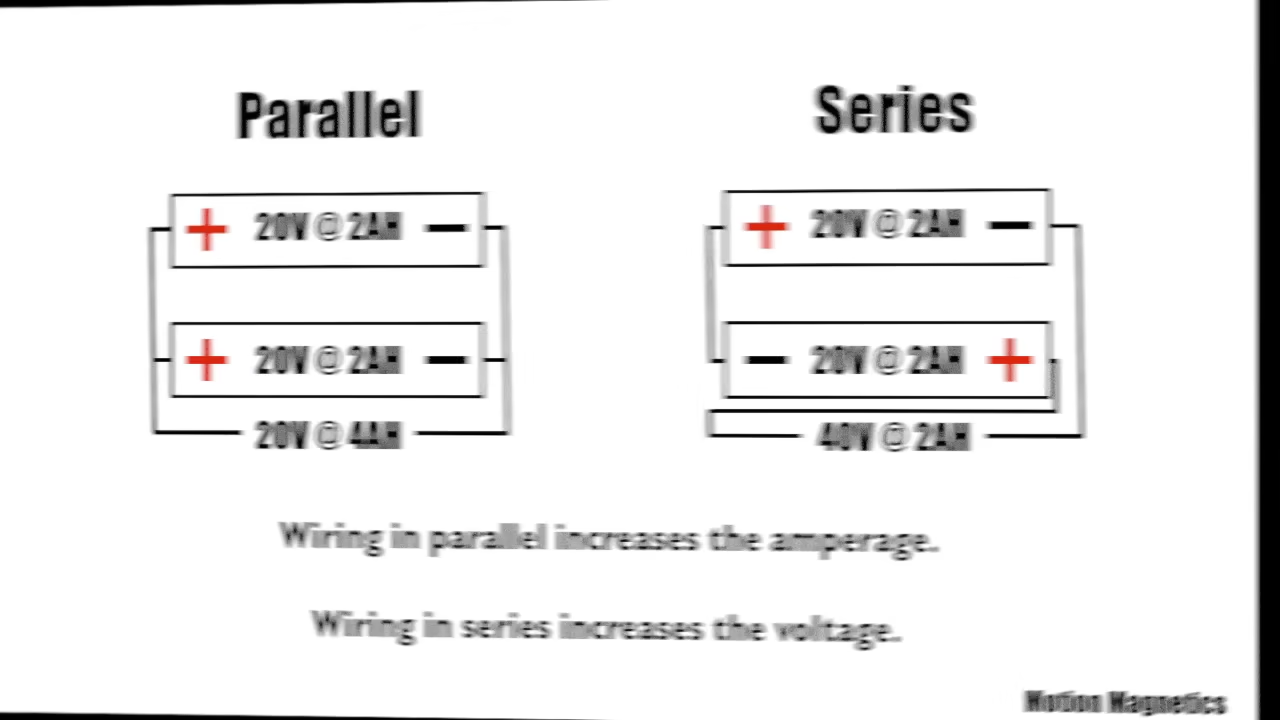 Parallel
Series
+ 20V @ 2AH −
+ 20V @ 2AH −
20V @ 4AH
+ 20V @ 2AH −
− 20V @ 2AH +
40V @ 2AH
Wiring in parallel increases the amperage.
Wiring in series increases the voltage.
Motion Magnetics